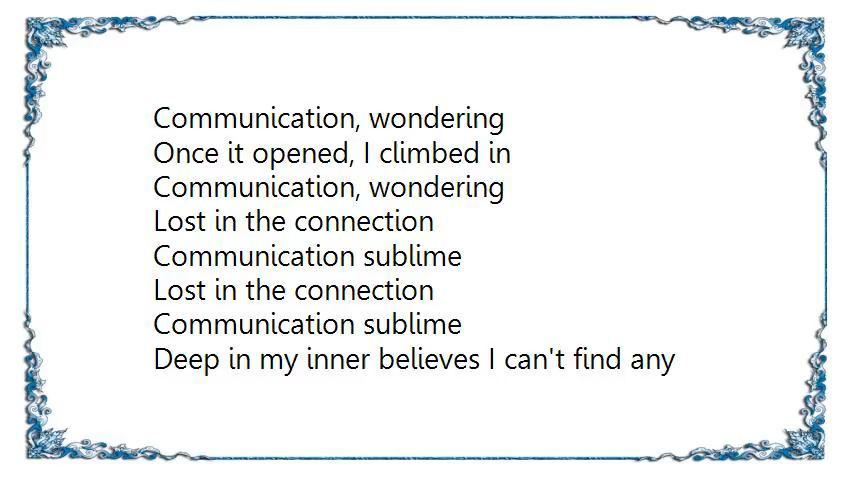 Communication, wondering
Once it opened, I climbed in
Communication, wondering
Lost in the connection
Communication sublime
Lost in the connection
Communication sublime
Deep in my inner believes I can't find any